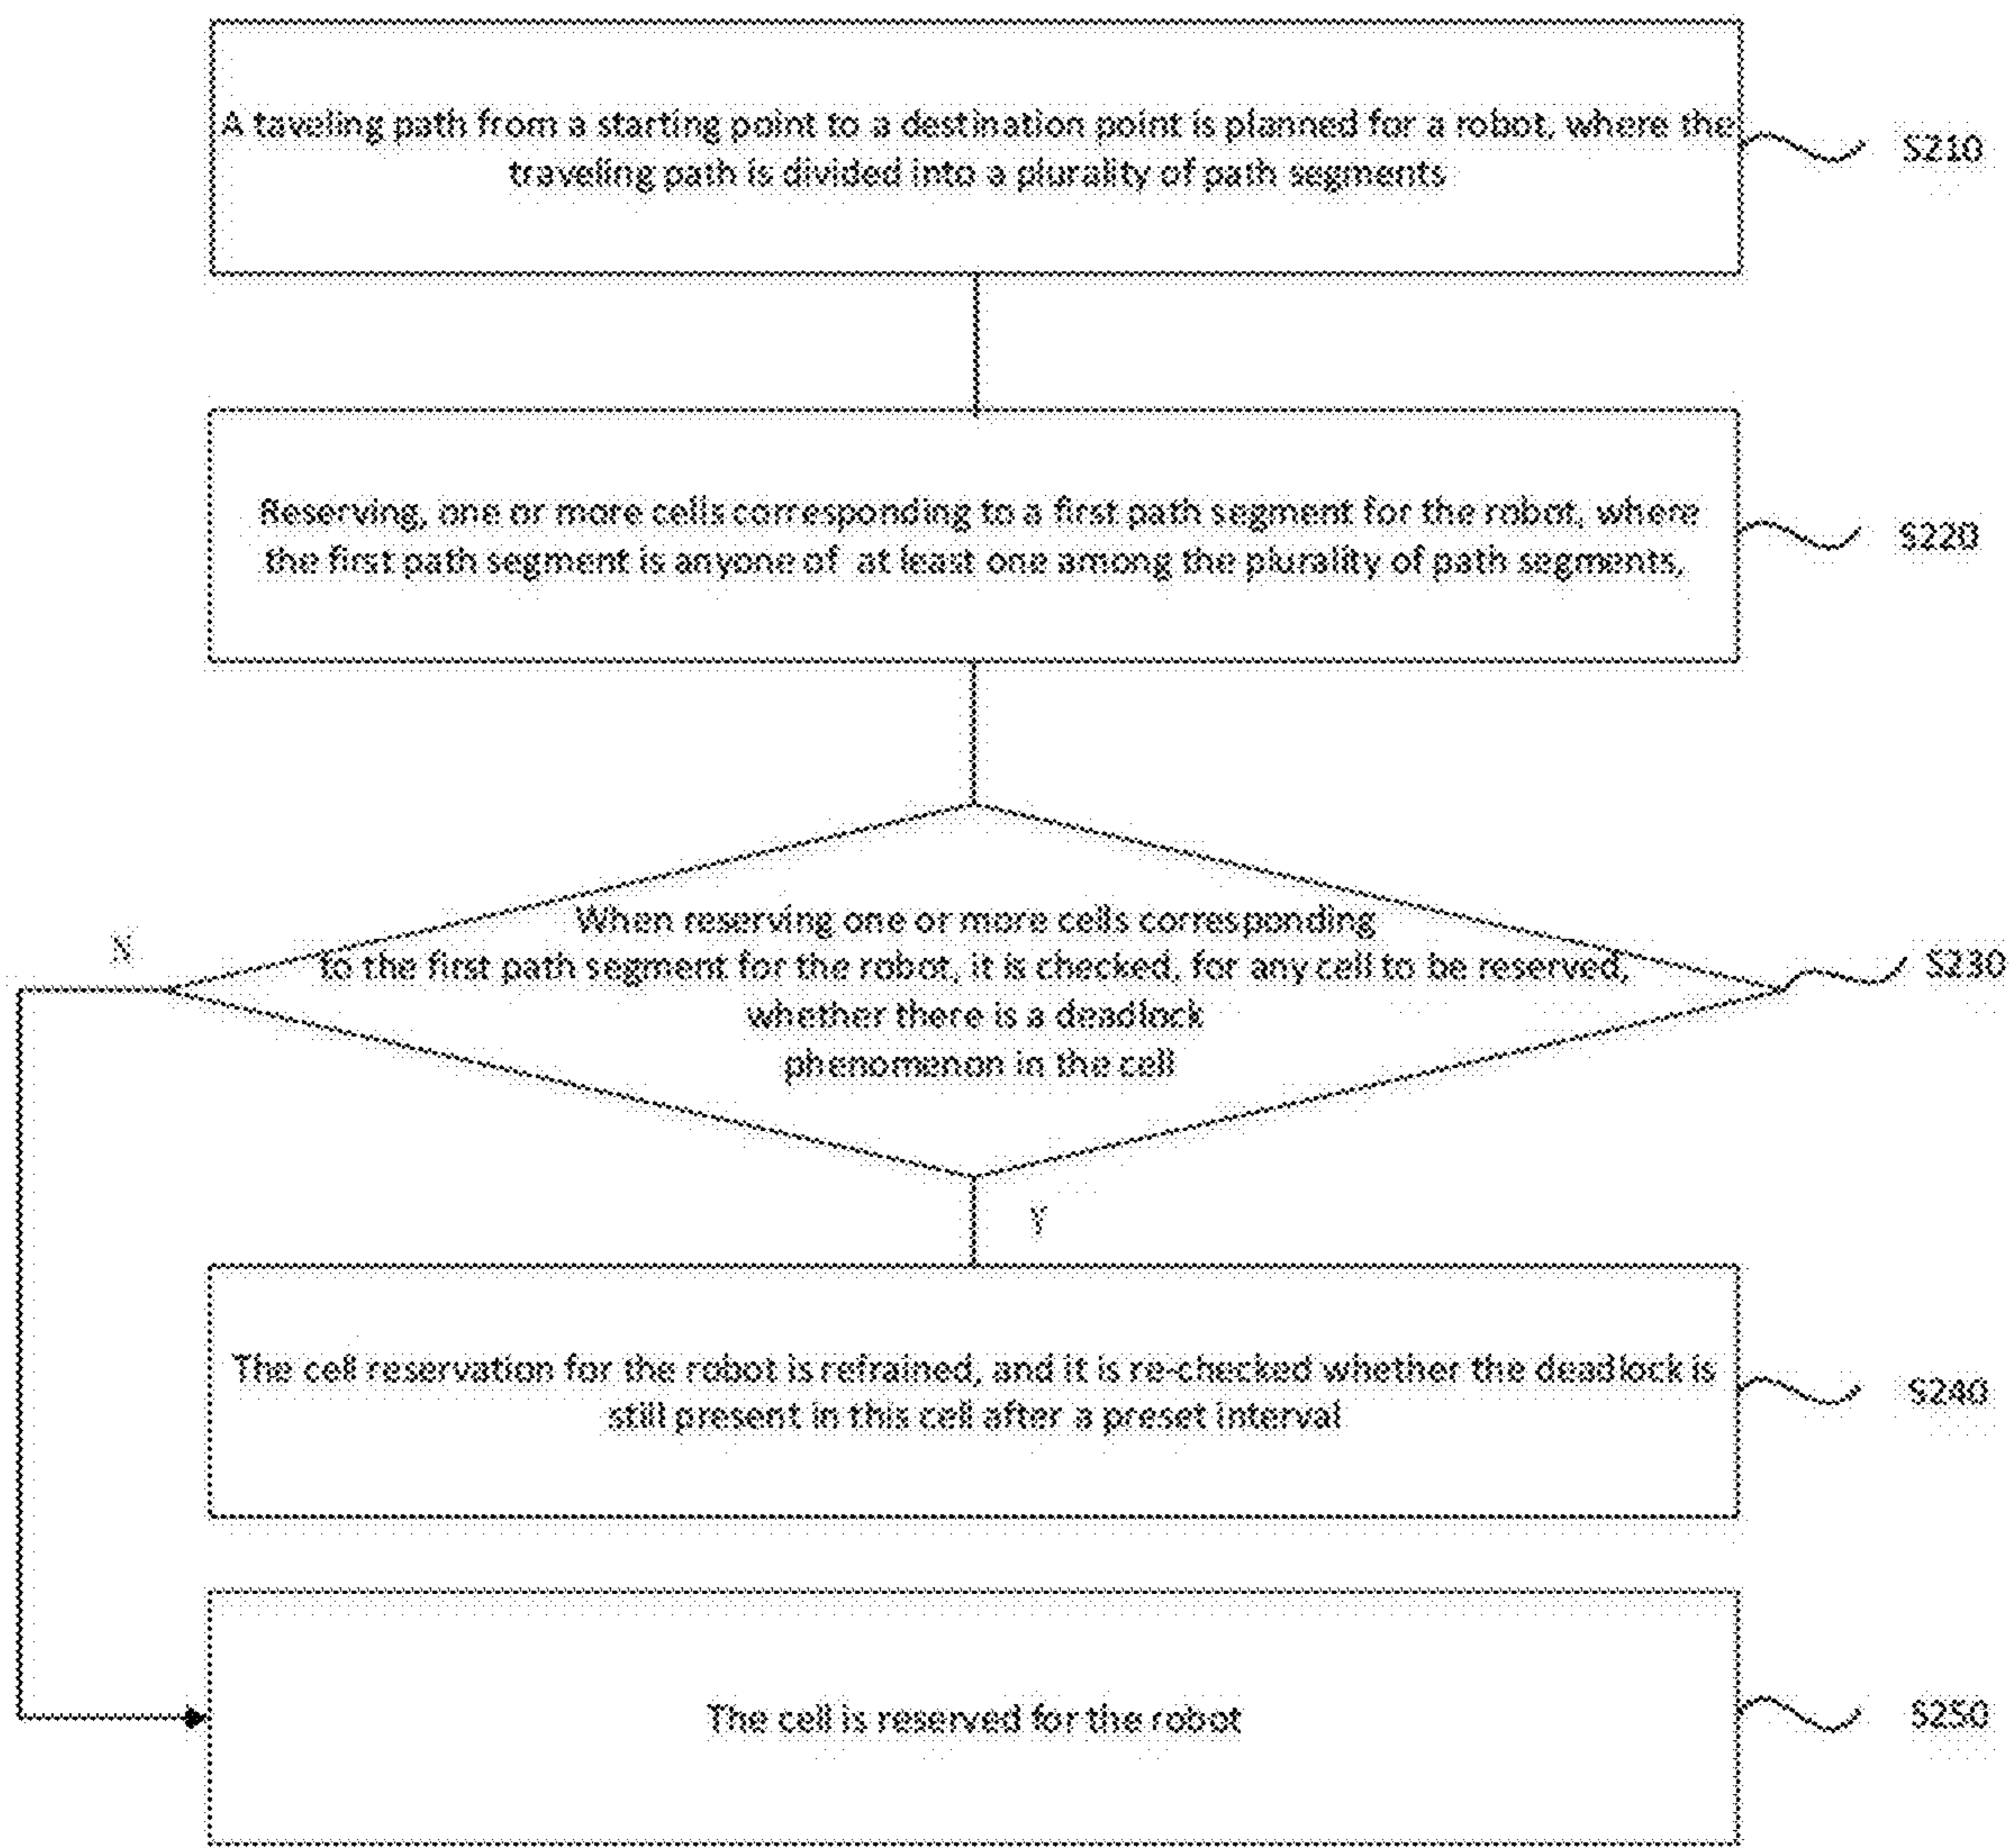 A taveling path from a starting point to a destination point is planned for a robot, where the
traveling path is divided into a plurality of path segments
S210
Reserving, one or more cells corresponding to a first path segment for the robot, where
the first path segment is anyone of at least one among the plurality of path segments,
S220
When reserving one or more cells corresponding
to the first path segment for the robot, it is checked, for any cell to be reserved,
whether there is a deadlock
phenomenon in the cell
S230
N
Y
The cell reservation for the robot is refrained, and it is re-checked whether the deadlock is
still present in this cell after a preset interval
S240
The cell is reserved for the robot
S250